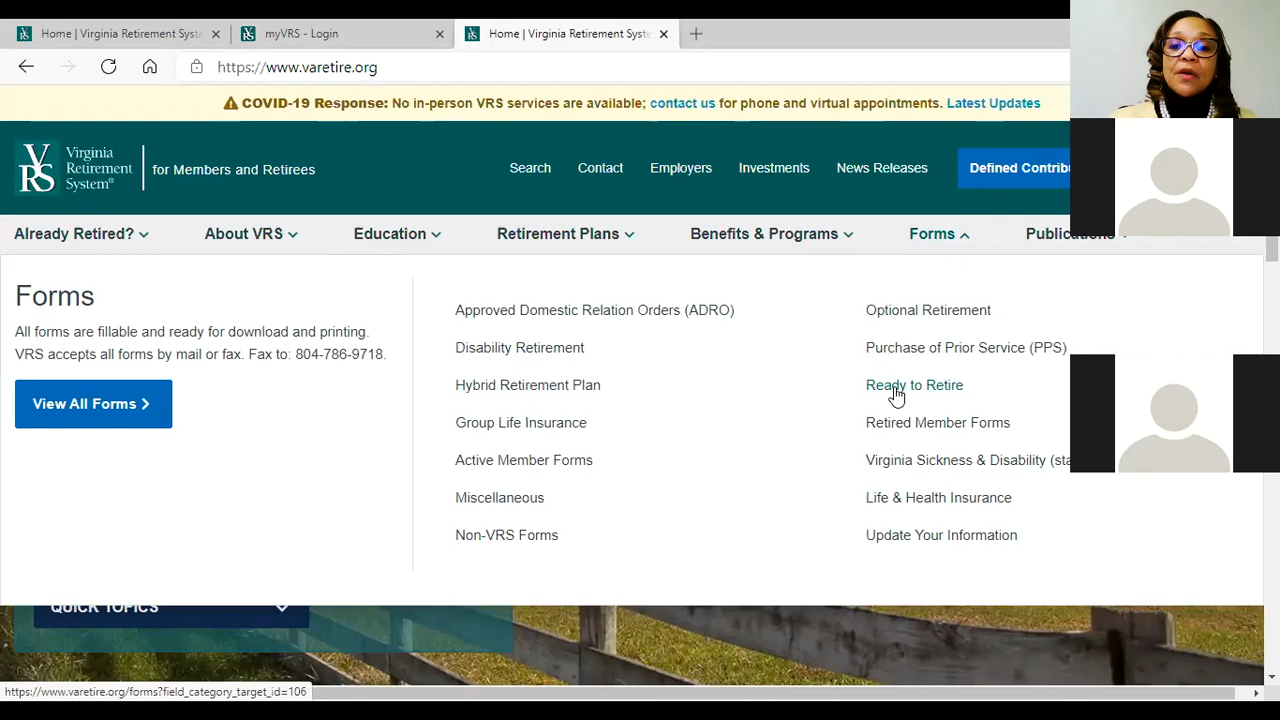 Home | Virginia Retirement Syste
myVRS - Login
Home | Virginia Retirement Syste
https://www.varetire.org
COVID-19 Response: No in-person VRS services are available; contact us for phone and virtual appointments. Latest Updates
VRS
Virginia Retirement System®
for Members and Retirees
Search
Contact
Employers
Investments
News Releases
Defined Contribu
Already Retired?
About VRS
Education
Retirement Plans
Benefits & Programs
Forms
Publications
Forms
All forms are fillable and ready for download and printing.
VRS accepts all forms by mail or fax. Fax to: 804-786-9718.
View All Forms
Approved Domestic Relation Orders (ADRO)
Disability Retirement
Hybrid Retirement Plan
Group Life Insurance
Active Member Forms
Miscellaneous
Non-VRS Forms
Optional Retirement
Purchase of Prior Service (PPS)
Ready to Retire
Retired Member Forms
Virginia Sickness & Disability (sta
Life & Health Insurance
Update Your Information
QUICK TOPICS
https://www.varetire.org/forms?field_category_target_id=106